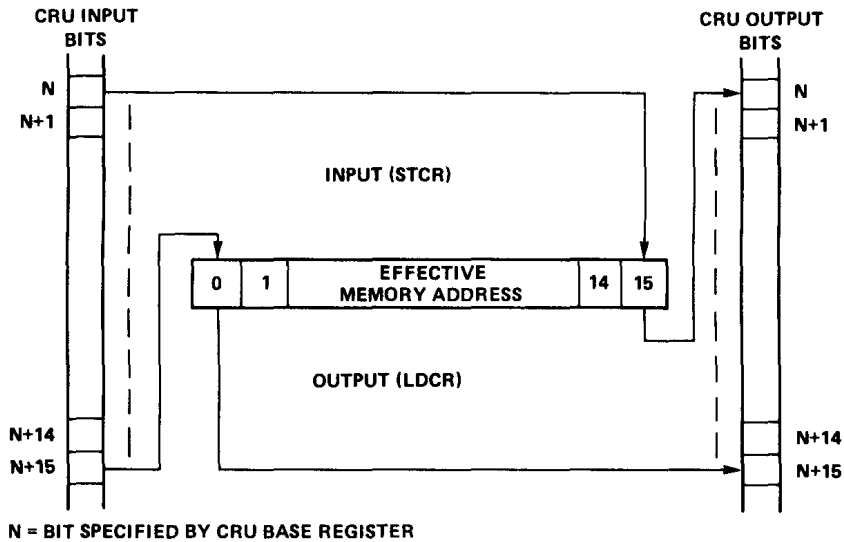 CRU INPUT
BITS
CRU OUTPUT
BITS
N
N
N+1
N+1
INPUT (STCR)
0
1
EFFECTIVE
MEMORY ADDRESS
14
15
OUTPUT (LDCR)
N+14
N+14
N+15
N+15
N = BIT SPECIFIED BY CRU BASE REGISTER